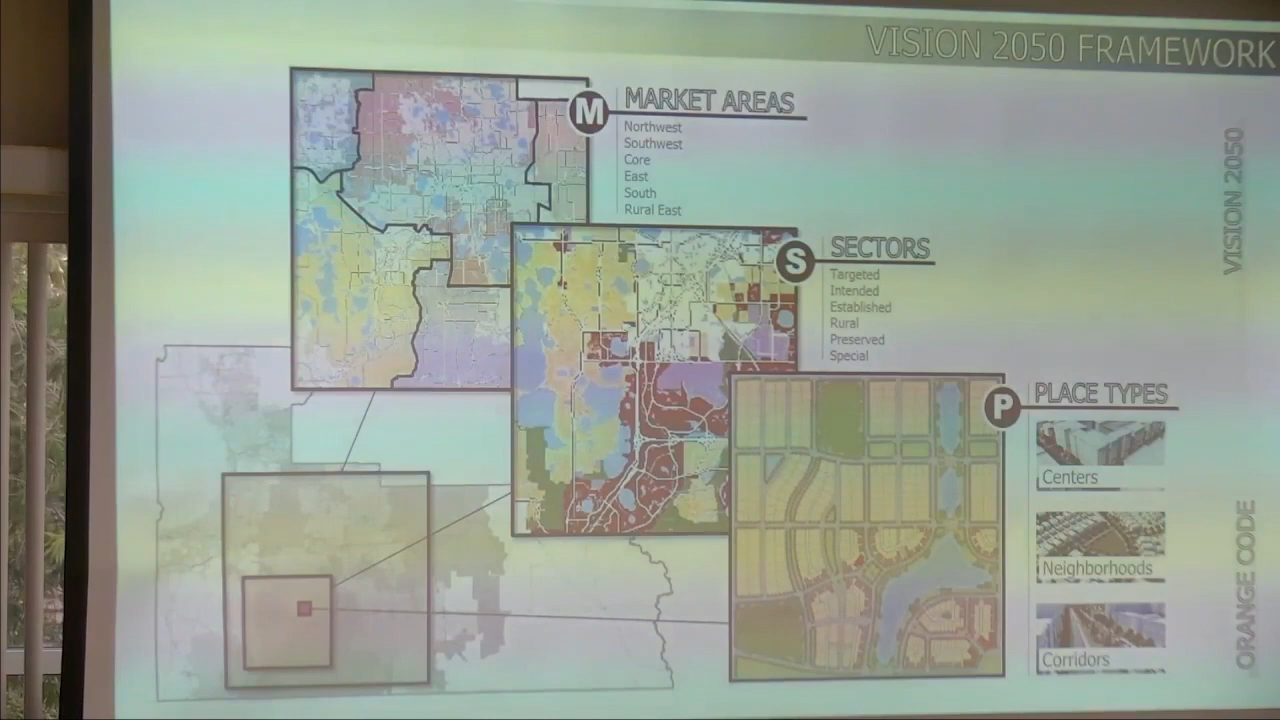 VISION 2050 FRAMEWORK
M
MARKET AREAS
Northwest
Southwest
Core
East
South
Rural East
S
SECTORS
Targeted
Intended
Established
Rural
Preserved
Special
P
PLACE TYPES
Centers
Neighborhoods
Corridors
VISION 2050
ORANGE CODE